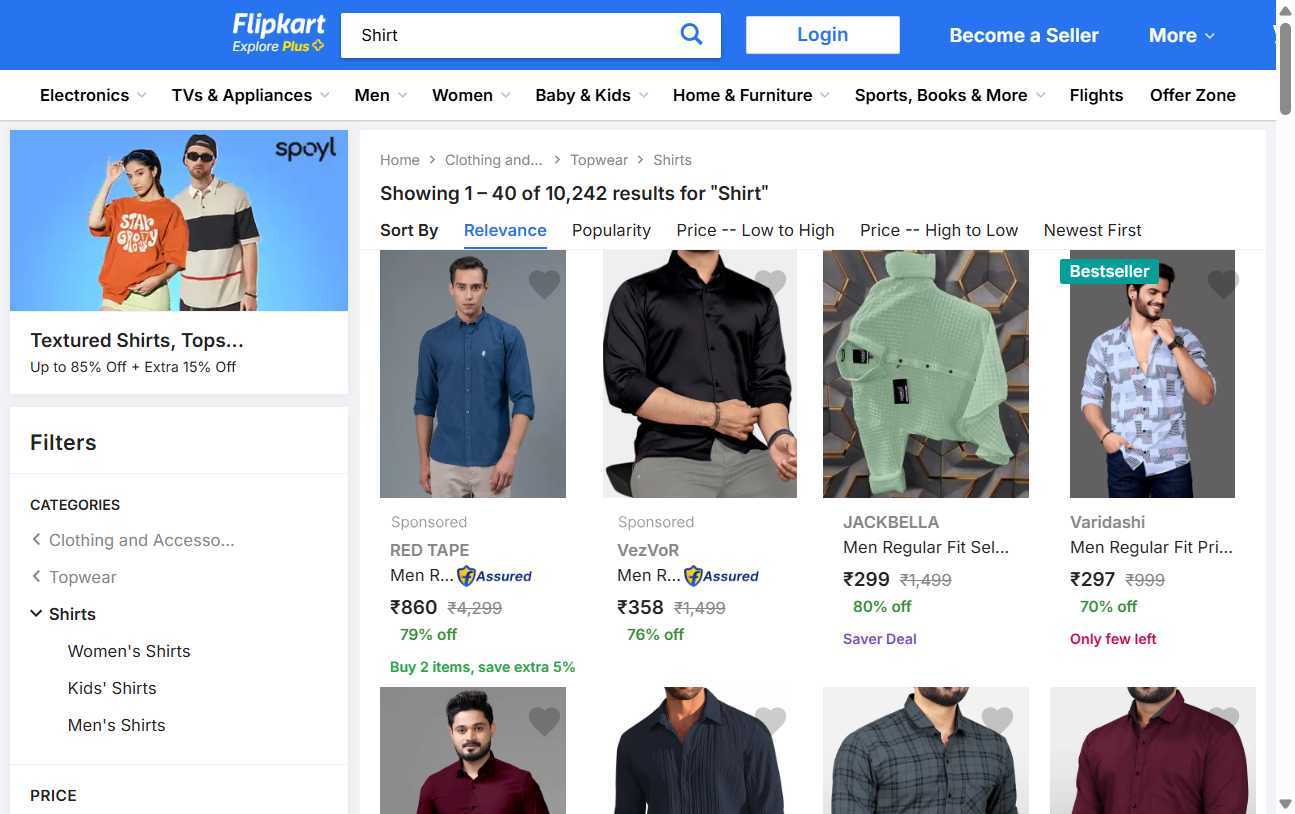 Flipkart
Explore Plus
Shirt
Login
Become a Seller
More
Electronics
TVs & Appliances
Men
Women
Baby & Kids
Home & Furniture
Sports, Books & More
Flights
Offer Zone
spoyl
STAY
GROOVY
Textured Shirts, Tops...
Up to 85% Off + Extra 15% Off
Filters
CATEGORIES
Clothing and Accesso...
Topwear
Shirts
Women's Shirts
Kids' Shirts
Men's Shirts
PRICE
Home
Clothing and...
Topwear
Shirts
Showing 1 – 40 of 10,242 results for "Shirt"
Sort By
Relevance
Popularity
Price -- Low to High
Price -- High to Low
Newest First
Sponsored
RED TAPE
Men R...
Assured
₹860 ₹4,299
79% off
Buy 2 items, save extra 5%
Sponsored
VezVoR
Men R...
Assured
₹358 ₹1,499
76% off
JACKBELLA
Men Regular Fit Sel...
₹299 ₹1,499
80% off
Saver Deal
Bestseller
Varidashi
Men Regular Fit Pri...
₹297 ₹999
70% off
Only few left